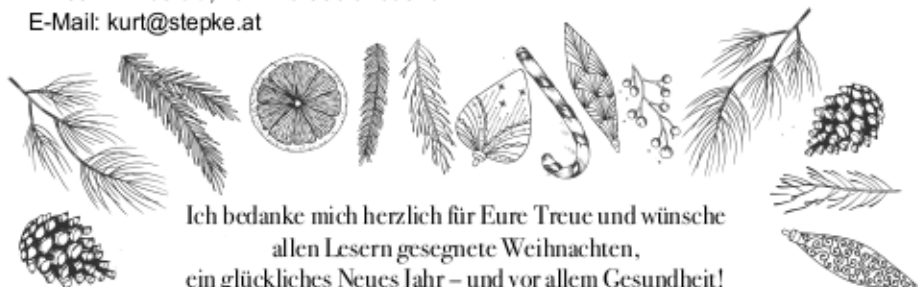 E-Mail: kurt@stepke.at
Ich bedanke mich herzlich für Eure Treue und wünsche
allen Lesern gesegnete Weihnachten,
ein glückliches Neues Jahr – und vor allem Gesundheit!